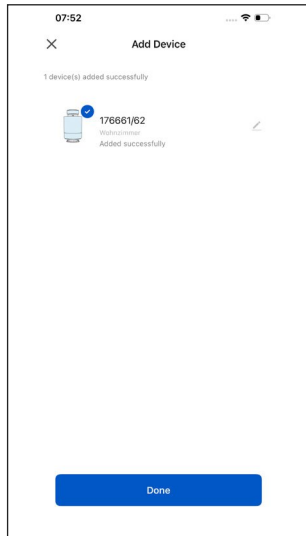 07:52
Add Device
1 device(s) added successfully
176661/62
Wohnzimmer
Added successfully
Done